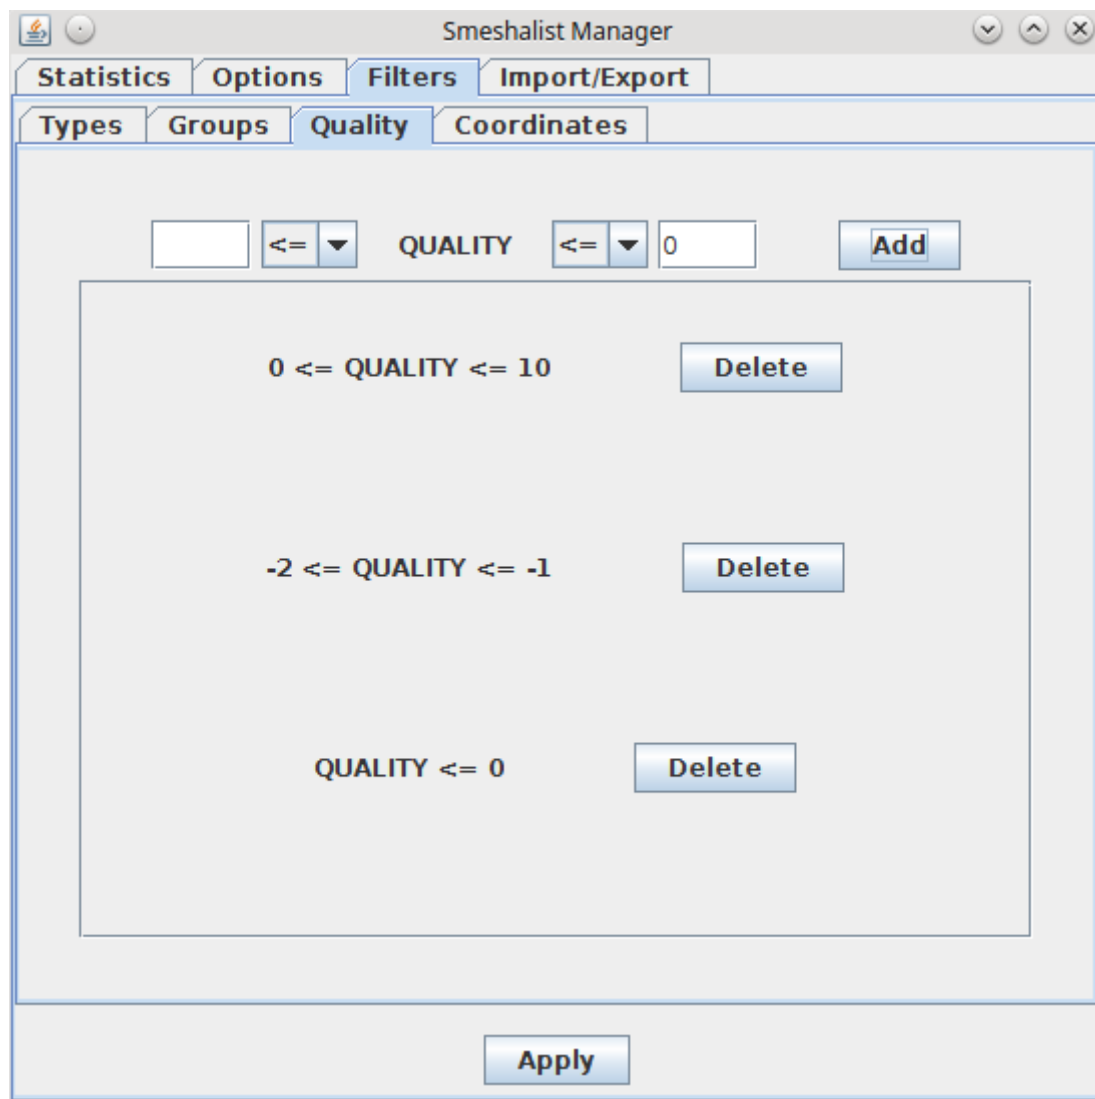 Smeshalist Manager
Statistics Options Filters Import/Export
Types Groups Quality Coordinates
<= QUALITY <= 0 Add
0 <= QUALITY <= 10 Delete
-2 <= QUALITY <= -1 Delete
QUALITY <= 0 Delete
Apply